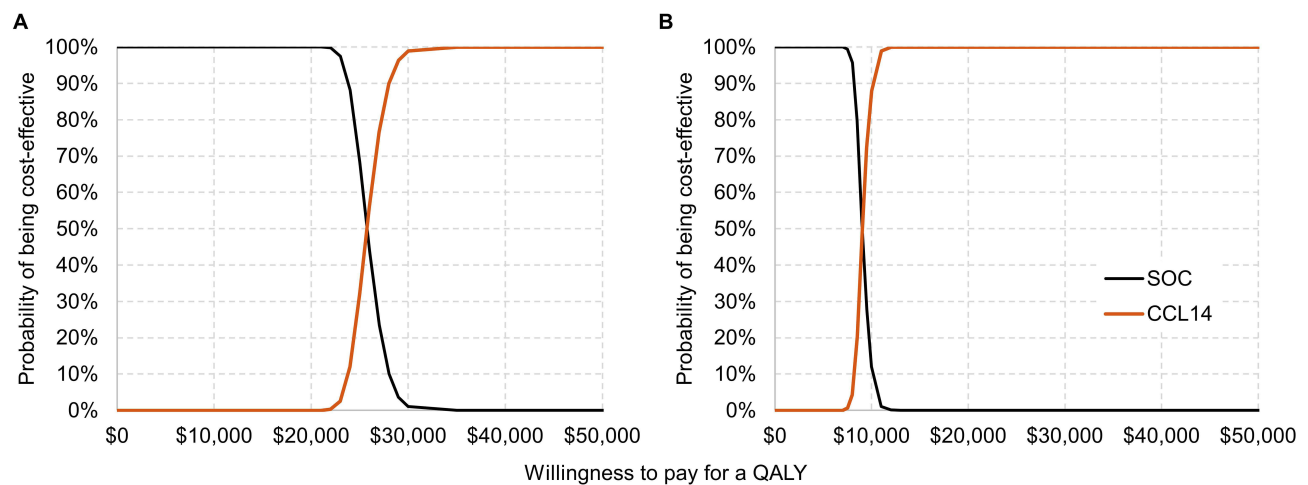 A
Probability of being cost-effective
100%
90%
80%
70%
60%
50%
40%
30%
20%
10%
0%
$0 $10,000 $20,000 $30,000 $40,000 $50,000
B
Probability of being cost-effective
100%
90%
80%
70%
60%
50%
40%
30%
20%
10%
0%
SOC
CCL14
$0 $10,000 $20,000 $30,000 $40,000 $50,000
Willingness to pay for a QALY